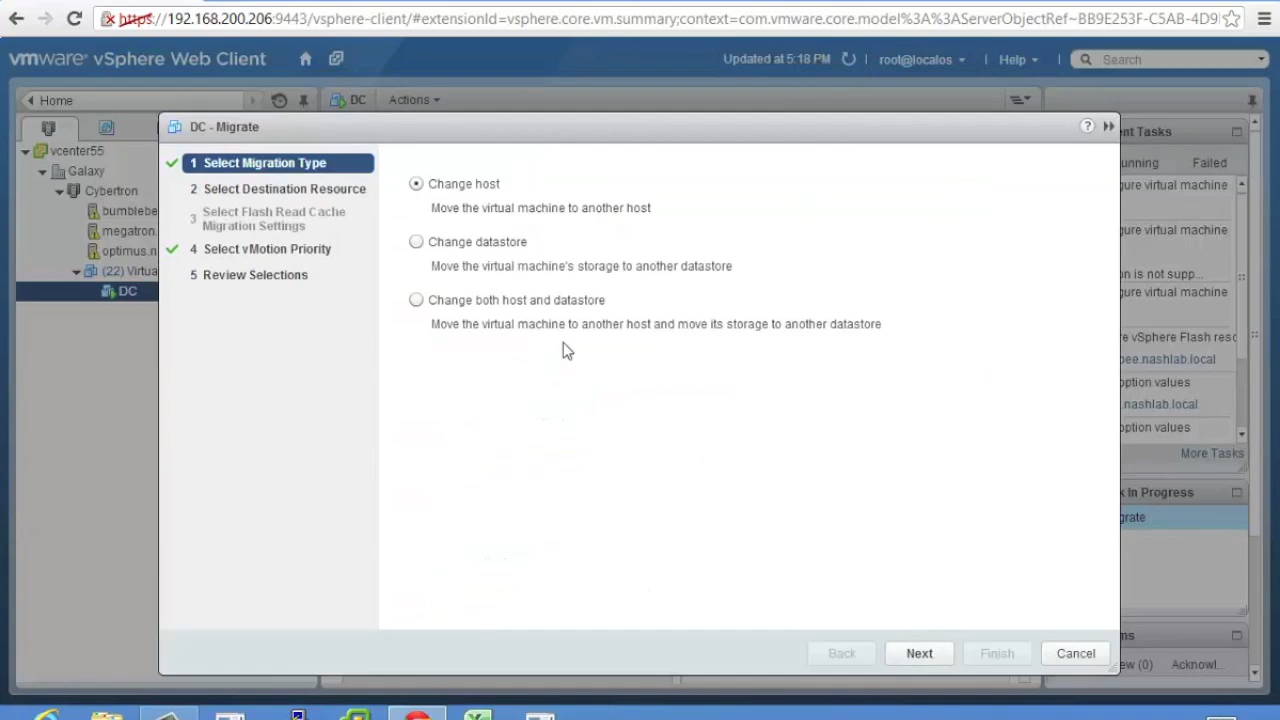 https://192.168.200.206:9443/vsphere-client/#extensionId=vsphere.core.vm.summary;context=com.vmware.core.model%3A%3AServerObjectRef~BB9E253F-C5AB-4D9
vmware® vSphere Web Client
Updated at 5:18 PM
root@localos
Help
Search
Home
DC
Actions
DC - Migrate
ent Tasks
unning
Failed
vcenter55
Galaxy
Cybertron
bumblebe
megatron.
optimus.n
(22) Virtua
DC
1 Select Migration Type
2 Select Destination Resource
3 Select Flash Read Cache
Migration Settings
4 Select vMotion Priority
5 Review Selections
Change host
Move the virtual machine to another host
Change datastore
Move the virtual machine's storage to another datastore
Change both host and datastore
Move the virtual machine to another host and move its storage to another datastore
gure virtual machine
gure virtual machine
on is not supp...
gure virtual machine
e vSphere Flash reso
ee.nashlab.local
option values
.nashlab.local
option values
More Tasks
k In Progress
grate
Back
Next
Finish
Cancel
ms
ew (0)
Acknowl...